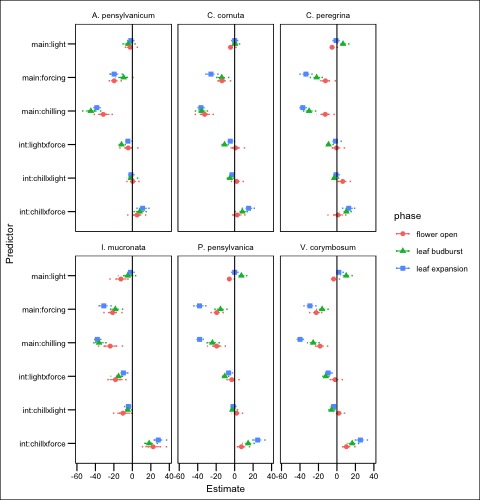 A. pensylvanicum C. cornuta C. peregrina
main:light
main:forcing
main:chilling
int:lightxforce
int:chillxlight
int:chillxforce
I. mucronata P. pensylvanica V. corymbosum
main:light
main:forcing
main:chilling
int:lightxforce
int:chillxlight
int:chillxforce
-60 -40 -20 0 20 40 -60 -40 -20 0 20 40 -60 -40 -20 0 20 40
Estimate
Predictor
phase
flower open
leaf budburst
leaf expansion